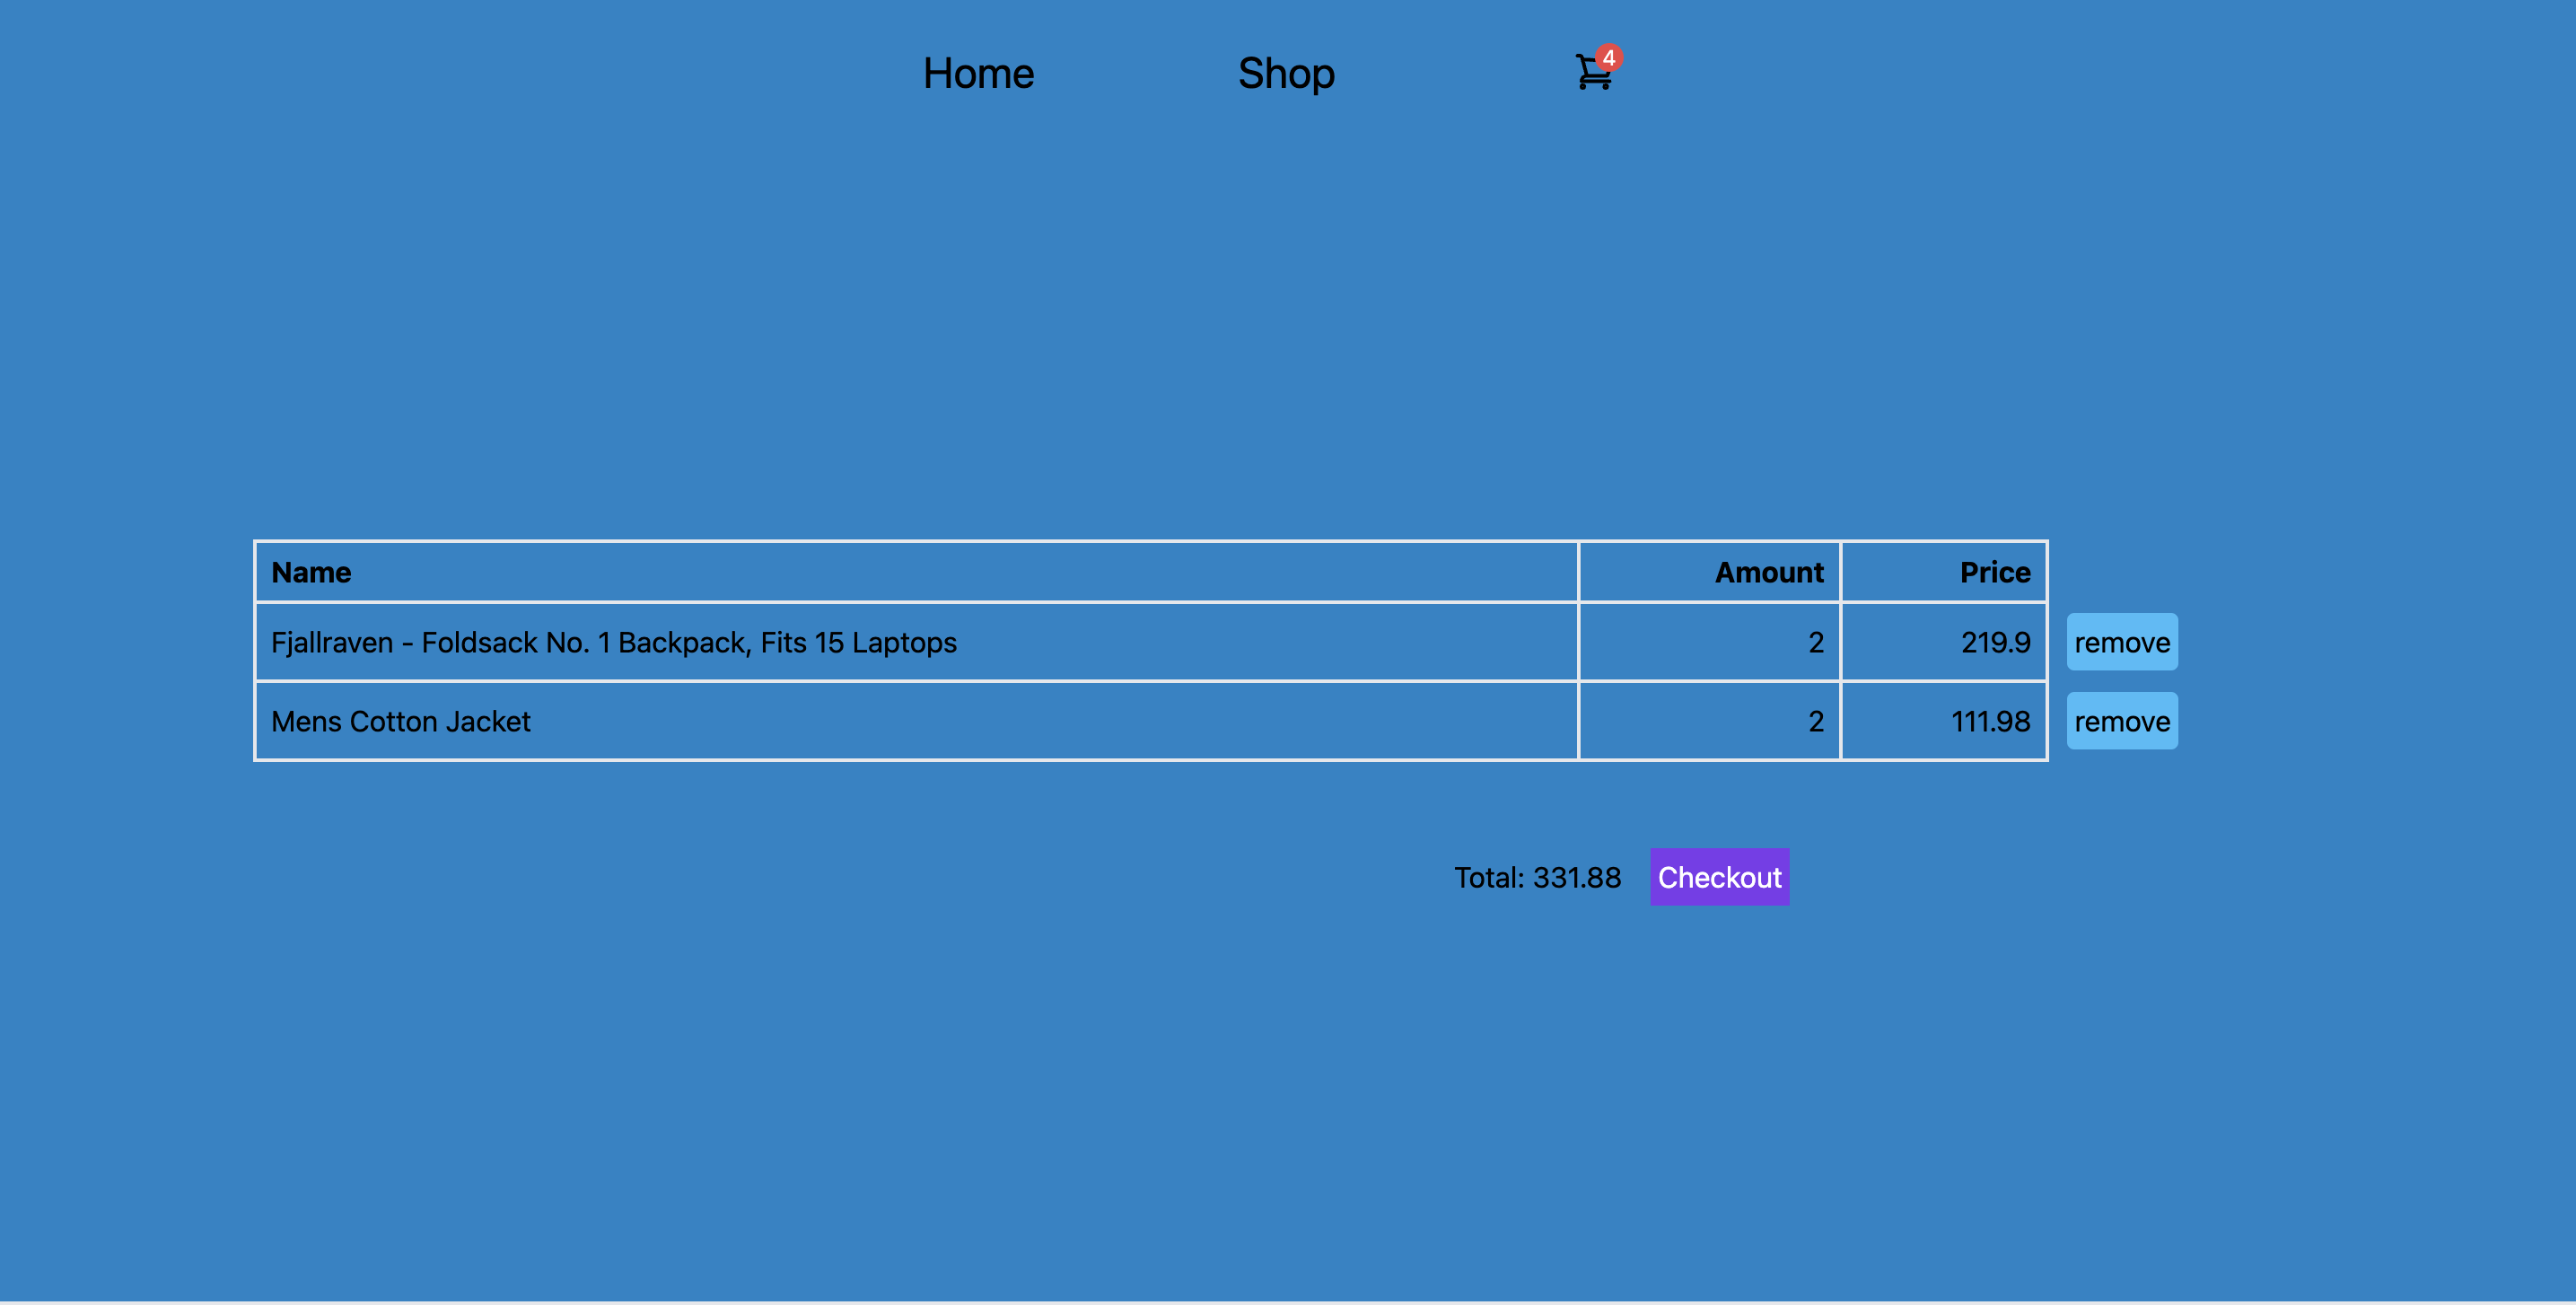 Home Shop 4
Name Amount Price
Fjallraven - Foldsack No. 1 Backpack, Fits 15 Laptops 2 219.9 remove
Mens Cotton Jacket 2 111.98 remove
Total: 331.88 Checkout